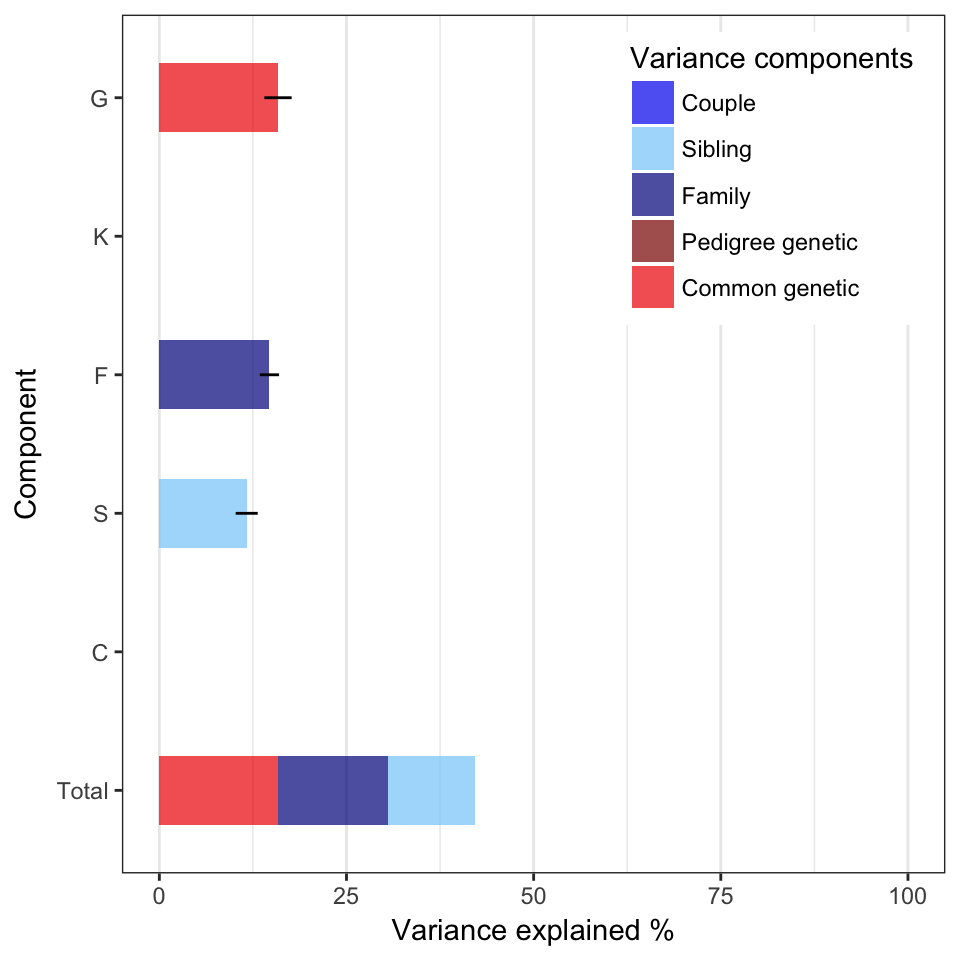 Variance components
Couple
Sibling
Family
Pedigree genetic
Common genetic
G
K
F
S
C
Total
Component
0 25 50 75 100
Variance explained %